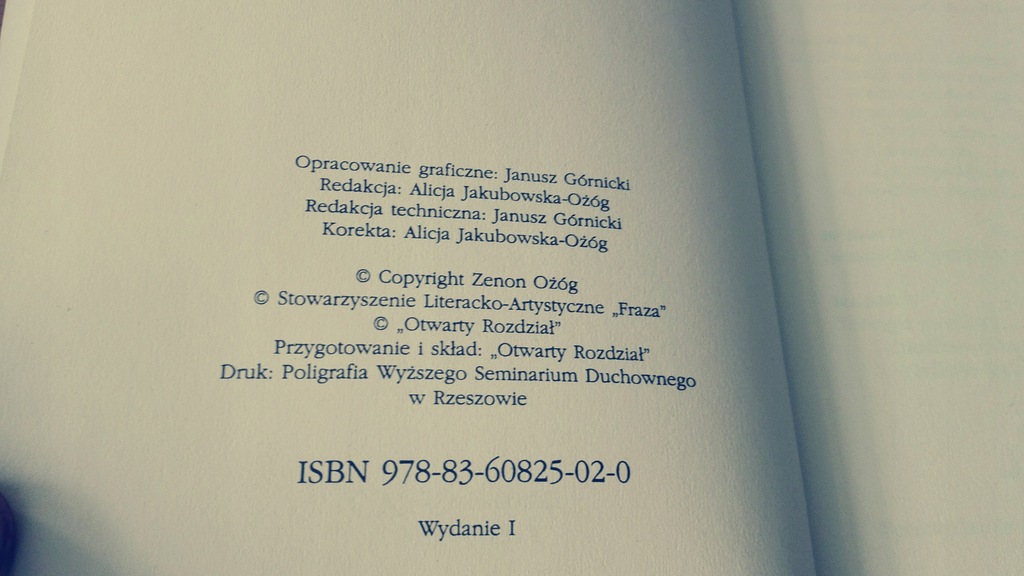 Opracowanie graficzne: Janusz Górnicki
Redakcja: Alicja Jakubowska-Ożóg
Redakcja techniczna: Janusz Górnicki
Korekta: Alicja Jakubowska-Ożóg
© Copyright Zenon Ożóg
© Stowarzyszenie Literacko-Artystyczne „Fraza”
© „Otwarty Rozdział”
Przygotowanie i skład: „Otwarty Rozdział”
Druk: Poligrafia Wyższego Seminarium Duchownego
w Rzeszowie
ISBN 978-83-60825-02-0
Wydanie I